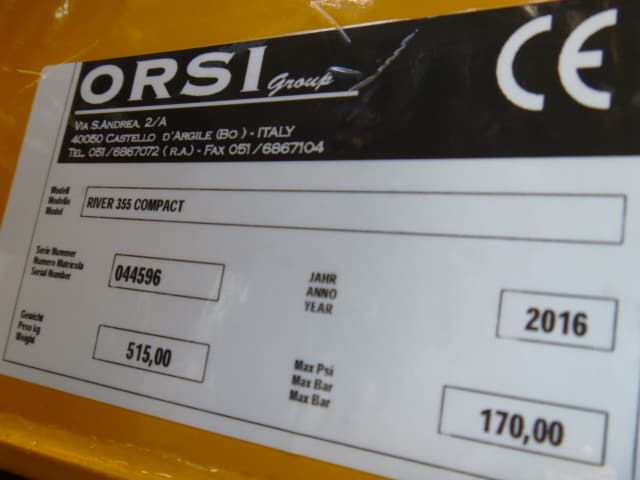 ORSI Group
CE
VIA S.ANDREA, 2/A
40050 CASTELLO D'ARGILE (BO) - ITALY
TEL. 051/6867072 (R.A.) - FAX 051/6867104
Modell
Modello
Model
RIVER 355 COMPACT
Serie Nummer
Numero Matricola
Serial Number
044596
JAHR
ANNO
YEAR
2016
Gewicht
Peso kg
Weight
515,00
Max Psi
Max Bar
Max Bar
170,00